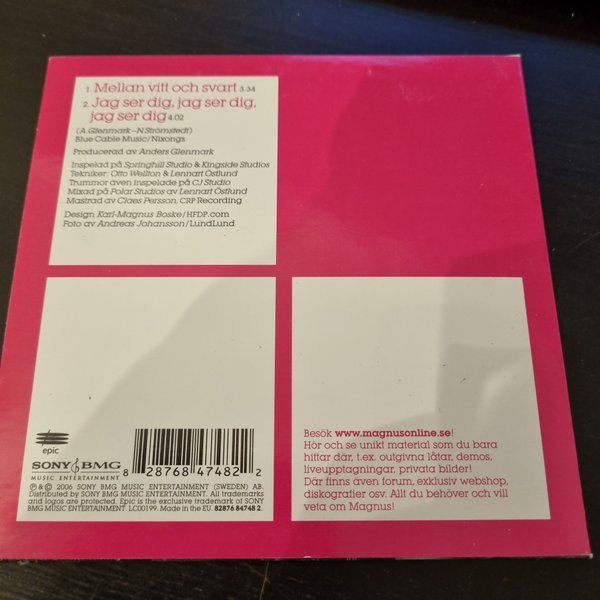 1. Mellan vitt och svart 3.34
2. Jag ser dig, jag ser dig,
jag ser dig 4.02
(A.Glenmark–N.Strömstedt)
Blue Cable Music/Nixongs
Producerad av Anders Glenmark
Inspelad på Springhill Studio & Kingside Studios
Tekniker: Otto Wellton & Lennart Östlund
Trummor även inspelade på CJ Studio
Mixad på Polar Studios av Lennart Östlund
Mastrad av Claes Persson, CRP Recording
Design Karl-Magnus Boske/HFDP.com
Foto av Andreas Johansson/LundLund
epic
SONY BMG
MUSIC ENTERTAINMENT
8 28768 47482 2
℗&© 2006 SONY BMG MUSIC ENTERTAINMENT (SWEDEN) AB.
Distributed by SONY BMG MUSIC ENTERTAINMENT. All trademarks
and logos are protected. Epic is the exclusive trademark of SONY
BMG MUSIC ENTERTAINMENT. LC00199. Made in the EU. 82876 84748 2.
Besök www.magnusonline.se!
Hör och se unikt material som du bara
hittar där, t.ex. outgivna låtar, demos,
liveupptagningar, privata bilder!
Där finns även forum, exklusiv webshop,
diskografier osv. Allt du behöver och vill
veta om Magnus!